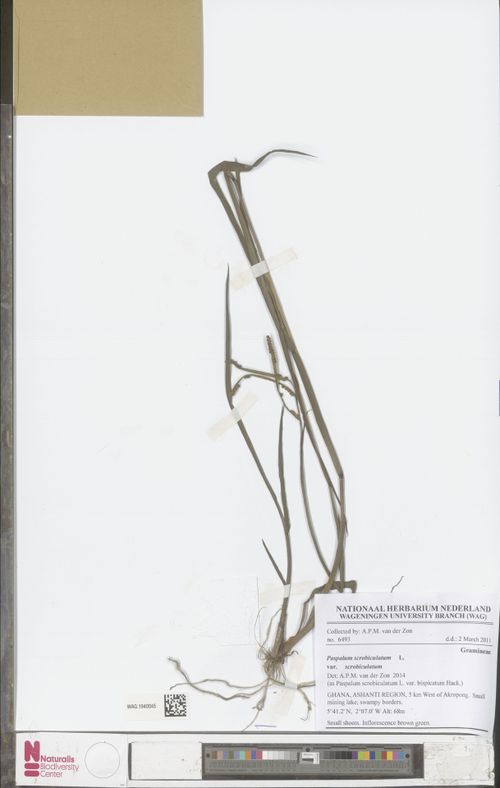 NATIONAAL HERBARIUM NEDERLAND
WAGENINGEN UNIVERSITY BRANCH (WAG)
Collected by: A.P.M. van der Zon
no. 6493 d.d.: 2 March 2011
Gramineae
Paspalum scrobiculatum L.
var. scrobiculatum
Det: A.P.M. van der Zon 2014
(as Paspalum scrobiculatum L. var. bispicatum Hack.)
GHANA, ASHANTI REGION, 5 km West of Akropong. Small
mining lake; swampy borders.
5°41.2' N, 2°07.0' W Alt: 68m
Small shoots. Inflorescence brown green.
WAG.1940045
Naturalis
Biodiversity
Center